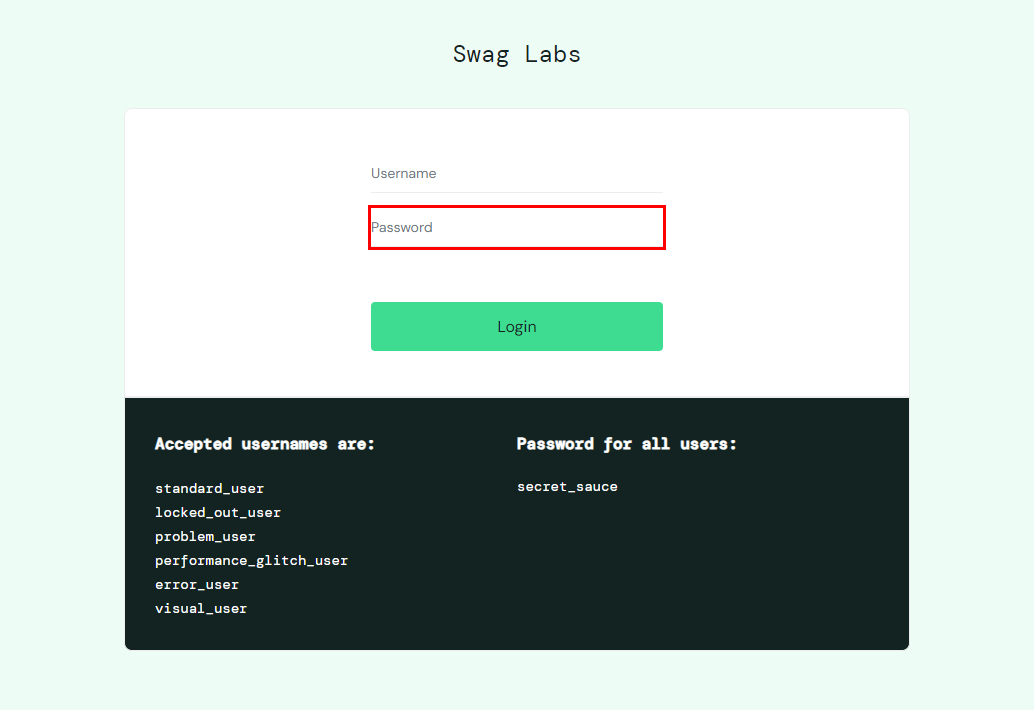 Swag Labs
Username
Password
Login
Accepted usernames are:
standard_user
locked_out_user
problem_user
performance_glitch_user
error_user
visual_user
Password for all users:
secret_sauce